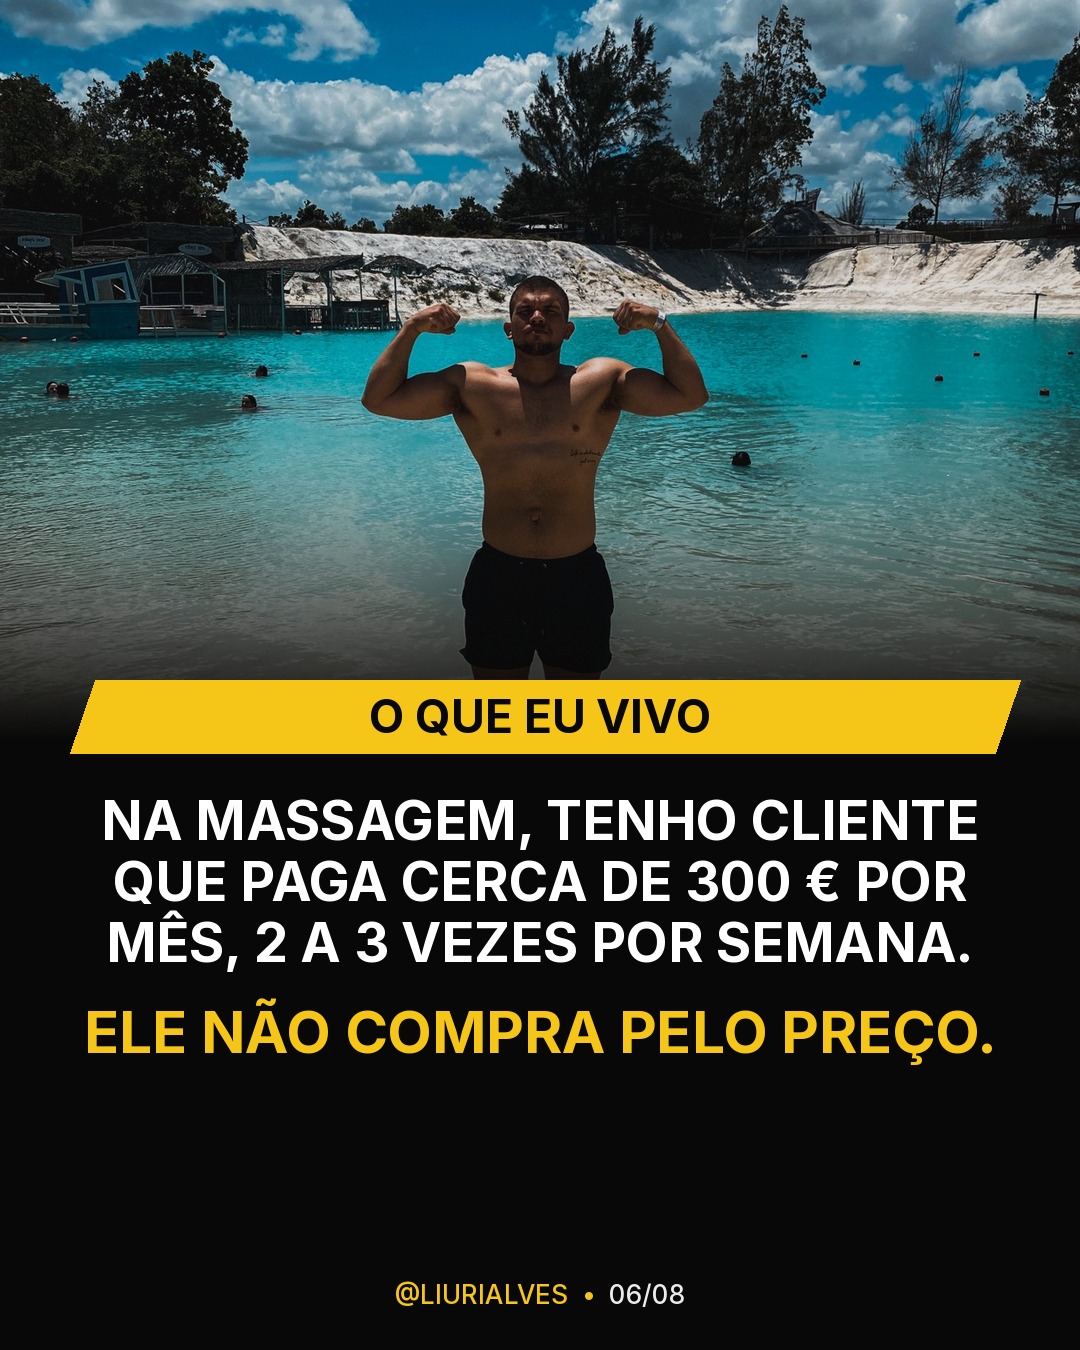 O QUE EU VIVO
NA MASSAGEM, TENHO CLIENTE
QUE PAGA CERCA DE 300 € POR
MÊS, 2 A 3 VEZES POR SEMANA.
ELE NÃO COMPRA PELO PREÇO.
@LIURIALVES • 06/08